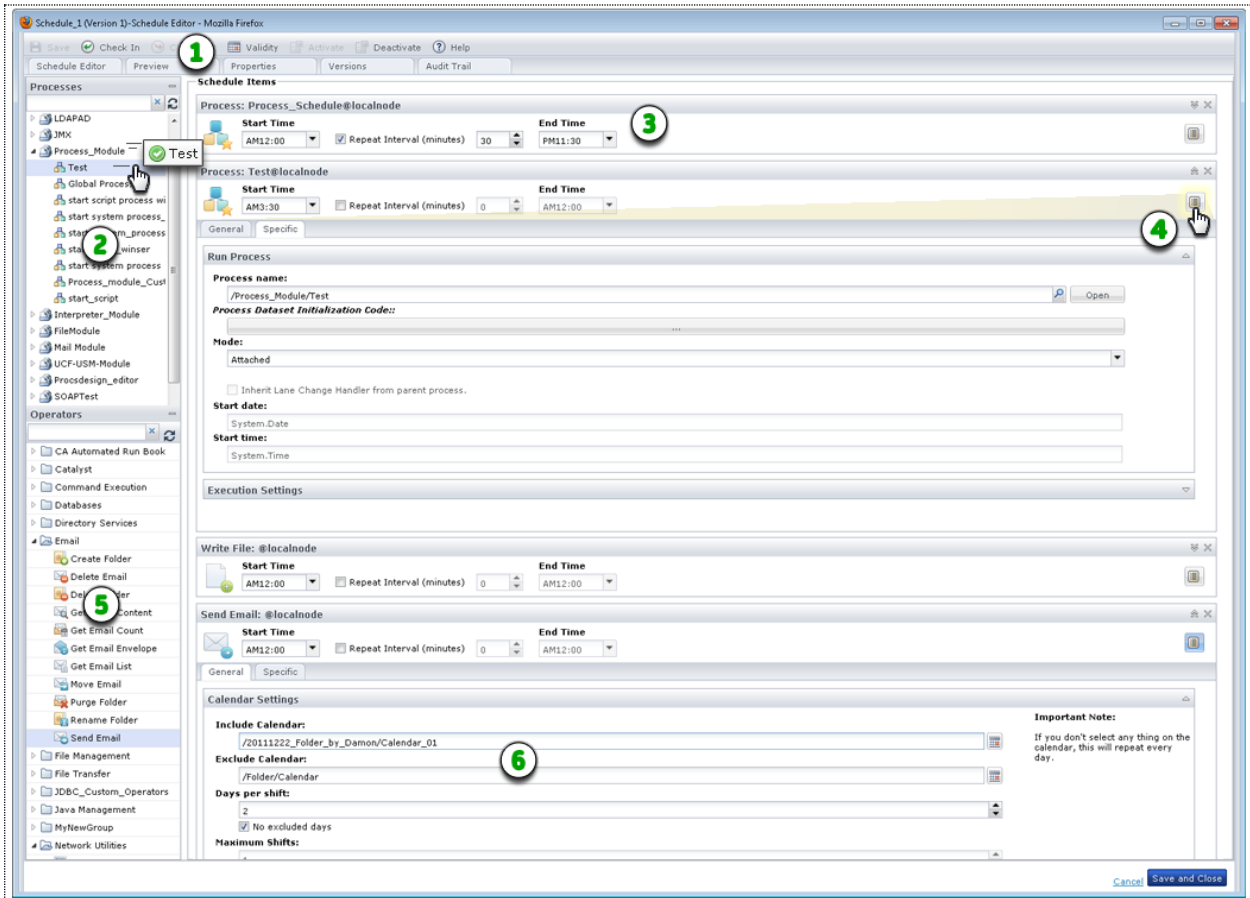 Schedule_1 (Version 1)-Schedule Editor - Mozilla Firefox
Save Check In Validity Activate Deactivate Help
1
Schedule Editor Preview Properties Versions Audit Trail
Processes
LDAPAD
JMX
Process_Module
Test
Test
Global Process
start script process wi
start system process_
process
winser
start system process
Process_module_Cust
start_script
2
Interpreter_Module
FileModule
Mail Module
UCF-USM-Module
Procsdesign_editor
SOAPTest
Operators
CA Automated Run Book
Catalyst
Command Execution
Databases
Directory Services
Email
Create Folder
Delete Email
Get Content
Get Email Count
Get Email Envelope
Get Email List
Move Email
Purge Folder
Rename Folder
Send Email
5
File Management
File Transfer
JDBC_Custom_Operators
Java Management
MyNewGroup
Network Utilities
Schedule Items
Process: Process_Schedule@localnode
Start Time End Time
AM12:00 Repeat Interval (minutes) 30 PM11:30
3
Process: Test@localnode
Start Time End Time
AM3:30 Repeat Interval (minutes) 0 AM12:00
4
General Specific
Run Process
Process name:
/Process_Module/Test Open
Process Dataset Initialization Code::
...
Mode:
Attached
Inherit Lane Change Handler from parent process.
Start date:
System.Date
Start time:
System.Time
Execution Settings
Write File: @localnode
Start Time End Time
AM12:00 Repeat Interval (minutes) 0 AM12:00
Send Email: @localnode
Start Time End Time
AM12:00 Repeat Interval (minutes) 0 AM12:00
General Specific
Calendar Settings
Include Calendar:
/20111222_Folder_by_Damon/Calendar_01
Exclude Calendar:
/Folder/Calendar
6
Days per shift:
2
No excluded days
Maximum Shifts:
Important Note:
If you don't select any thing on the
calendar, this will repeat every
day.
Cancel Save and Close